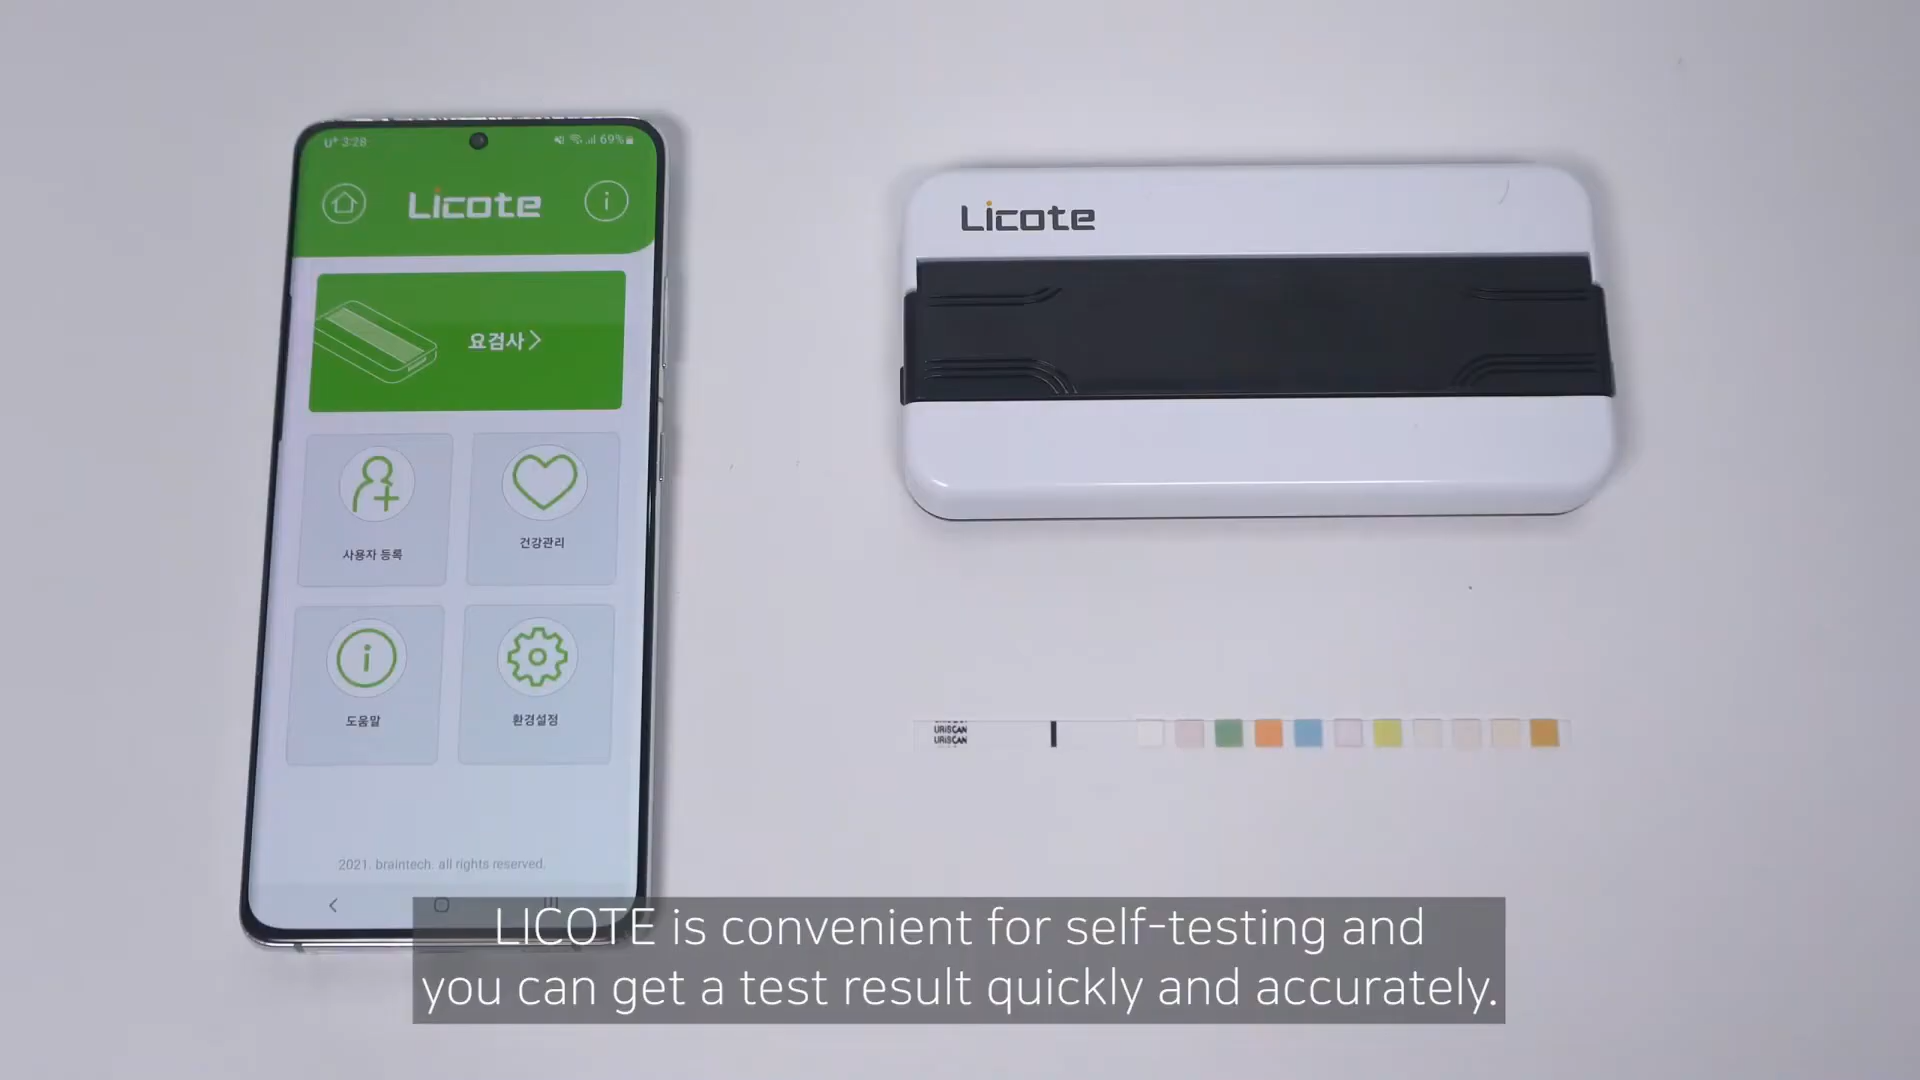 U+ 3:28
69%
Licote
요검사 >
사용자 등록
건강관리
도움말
환경설정
2021. braintech. all rights reserved.
Licote
URiSCAN
URiSCAN
LICOTE is convenient for self-testing and
you can get a test result quickly and accurately.